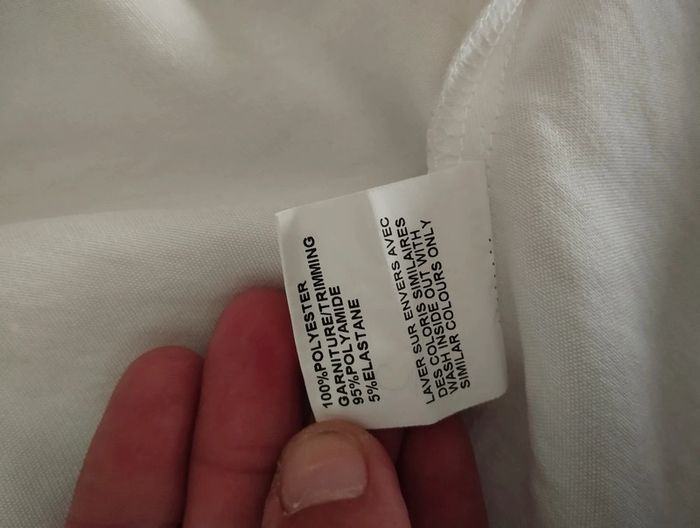 100%POLYESTER
GARNITURE/TRIMMING
95%POLYAMIDE
5%ELASTANE
LAVER SUR ENVERS AVEC
DES COLORIS SIMILAIRES
WASH INSIDE OUT WITH
SIMILAR COLOURS ONLY